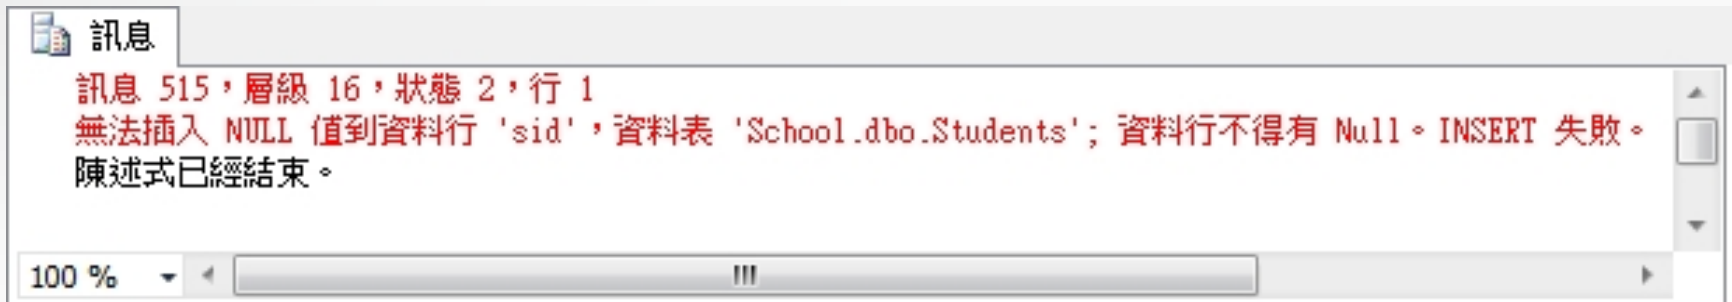 訊息
訊息 515，層級 16，狀態 2，行 1
無法插入 NULL 值到資料行 'sid'，資料表 'School.dbo.Students'; 資料行不得有 Null。INSERT 失敗。
陳述式已經結束。
100 %